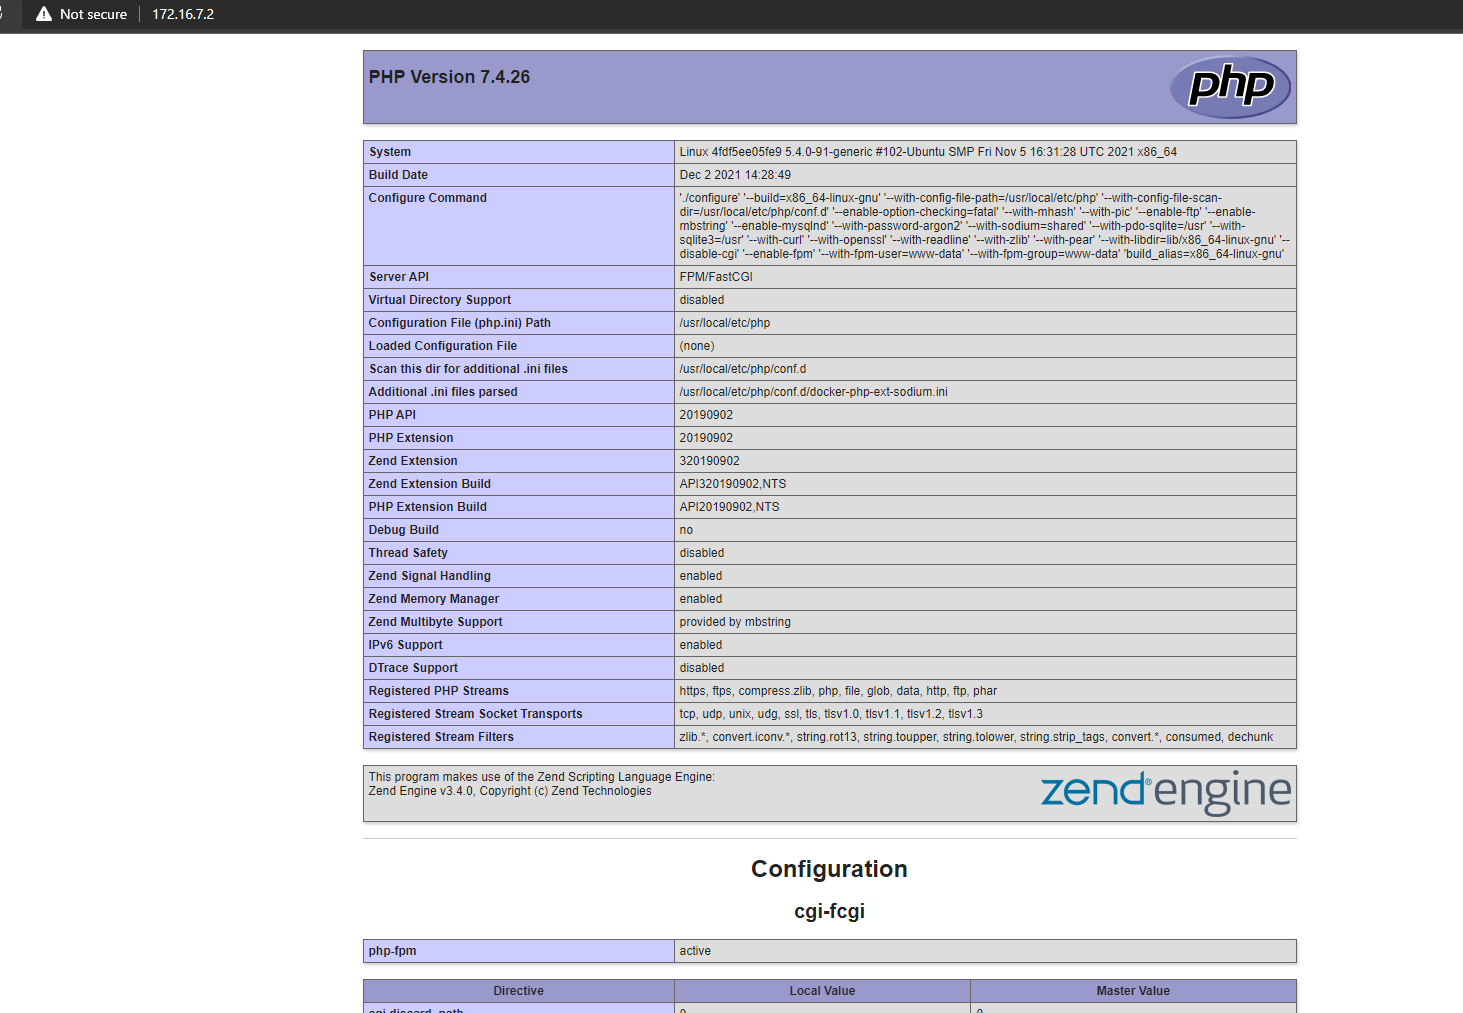 Not secure 172.16.7.2
PHP Version 7.4.26
php
System Linux 4fdf5ee05fe9 5.4.0-91-generic #102-Ubuntu SMP Fri Nov 5 16:31:28 UTC 2021 x86_64
Build Date Dec 2 2021 14:28:49
Configure Command './configure' '--build=x86_64-linux-gnu' '--with-config-file-path=/usr/local/etc/php' '--with-config-file-scan-
dir=/usr/local/etc/php/conf.d' '--enable-option-checking=fatal' '--with-mhash' '--with-pic' '--enable-ftp' '--enable-
mbstring' '--enable-mysqlnd' '--with-password-argon2' '--with-sodium=shared' '--with-pdo-sqlite=/usr' '--with-
sqlite3=/usr' '--with-curl' '--with-openssl' '--with-readline' '--with-zlib' '--with-pear' '--with-libdir=lib/x86_64-linux-gnu' '--
disable-cgi' '--enable-fpm' '--with-fpm-user=www-data' '--with-fpm-group=www-data' 'build_alias=x86_64-linux-gnu'
Server API FPM/FastCGI
Virtual Directory Support disabled
Configuration File (php.ini) Path /usr/local/etc/php
Loaded Configuration File (none)
Scan this dir for additional .ini files /usr/local/etc/php/conf.d
Additional .ini files parsed /usr/local/etc/php/conf.d/docker-php-ext-sodium.ini
PHP API 20190902
PHP Extension 20190902
Zend Extension 320190902
Zend Extension Build API320190902,NTS
PHP Extension Build API20190902,NTS
Debug Build no
Thread Safety disabled
Zend Signal Handling enabled
Zend Memory Manager enabled
Zend Multibyte Support provided by mbstring
IPv6 Support enabled
DTrace Support disabled
Registered PHP Streams https, ftps, compress.zlib, php, file, glob, data, http, ftp, phar
Registered Stream Socket Transports tcp, udp, unix, udg, ssl, tls, tlsv1.0, tlsv1.1, tlsv1.2, tlsv1.3
Registered Stream Filters zlib.*, convert.iconv.*, string.rot13, string.toupper, string.tolower, string.strip_tags, convert.*, consumed, dechunk
This program makes use of the Zend Scripting Language Engine:
Zend Engine v3.4.0, Copyright (c) Zend Technologies
zend® engine
Configuration
cgi-fcgi
php-fpm active
Directive Local Value Master Value
cgi.discard_path 0 0